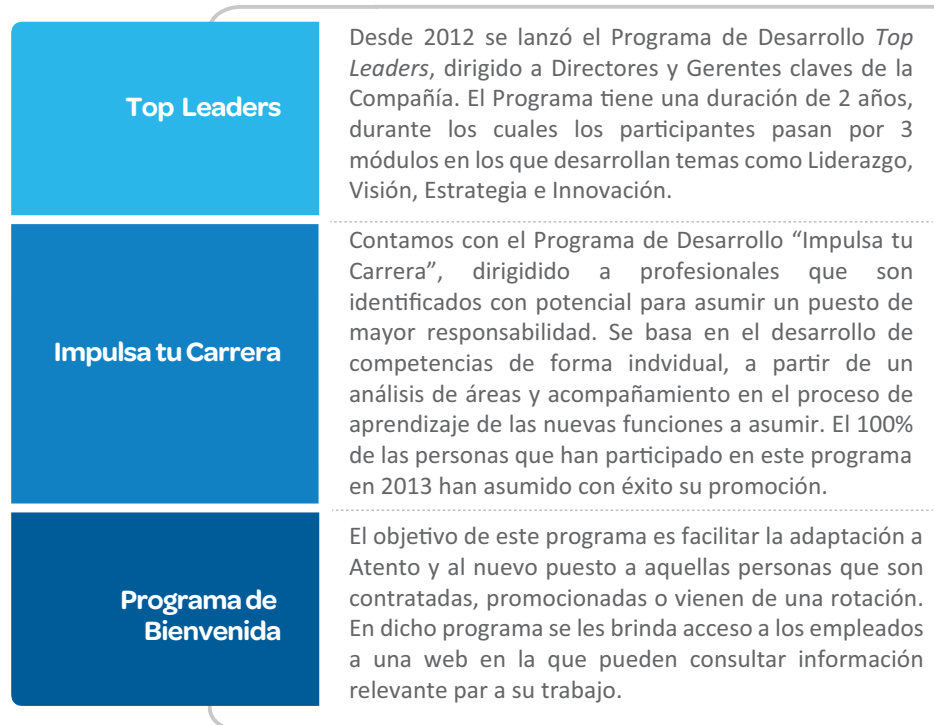 Top Leaders
Desde 2012 se lanzó el Programa de Desarrollo Top
Leaders, dirigido a Directores y Gerentes claves de la
Compañía. El Programa tiene una duración de 2 años,
durante los cuales los participantes pasan por 3
módulos en los que desarrollan temas como Liderazgo,
Visión, Estrategia e Innovación.
Impulsa tu Carrera
Contamos con el Programa de Desarrollo “Impulsa tu
Carrera”, dirigidido a profesionales que son
identificados con potencial para asumir un puesto de
mayor responsabilidad. Se basa en el desarrollo de
competencias de forma indvidual, a partir de un
análisis de áreas y acompañamiento en el proceso de
aprendizaje de las nuevas funciones a asumir. El 100%
de las personas que han participado en este programa
en 2013 han asumido con éxito su promoción.
Programa de
Bienvenida
El objetivo de este programa es facilitar la adaptación a
Atento y al nuevo puesto a aquellas personas que son
contratadas, promocionadas o vienen de una rotación.
En dicho programa se les brinda acceso a los empleados
a una web en la que pueden consultar información
relevante par a su trabajo.